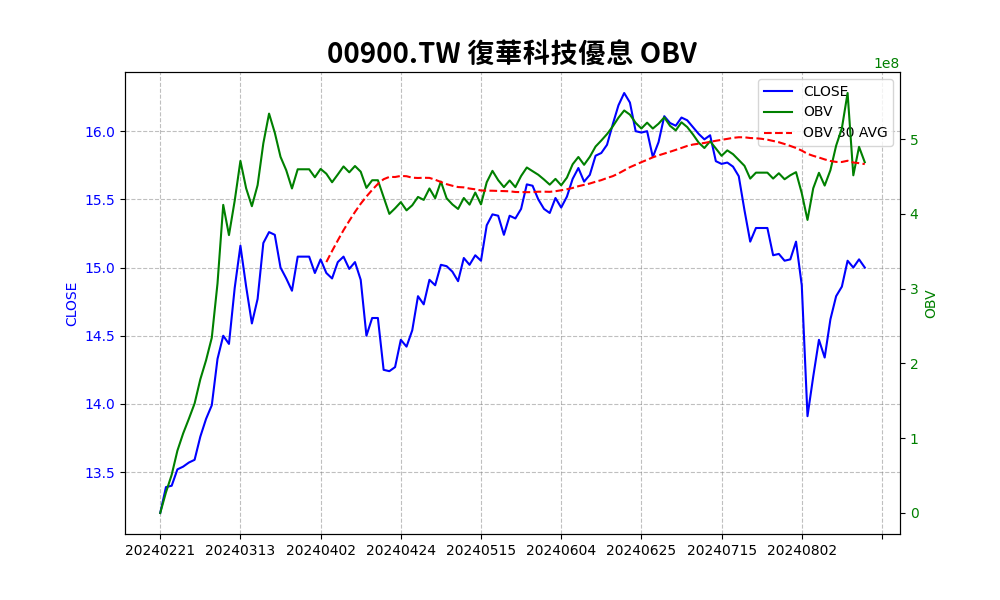 00900.TW 復華科技優息 OBV
1e8
CLOSE
OBV
OBV 30 AVG
16.0
15.5
15.0
14.5
14.0
13.5
CLOSE
5
4
3
2
1
0
OBV
20240221 20240313 20240402 20240424 20240515 20240604 20240625 20240715 20240802